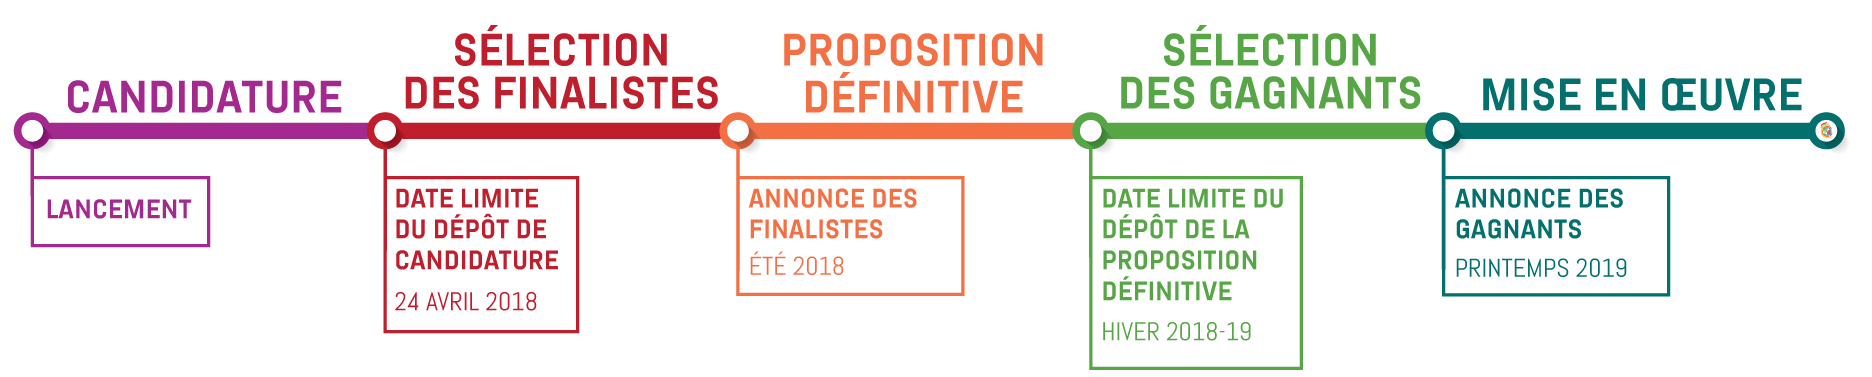 CANDIDATURE
SÉLECTION
DES FINALISTES
PROPOSITION
DÉFINITIVE
SÉLECTION
DES GAGNANTS
MISE EN ŒUVRE
LANCEMENT
DATE LIMITE
DU DÉPÔT DE
CANDIDATURE
24 AVRIL 2018
ANNONCE DES
FINALISTES
ÉTÉ 2018
DATE LIMITE DU
DÉPÔT DE LA
PROPOSITION
DÉFINITIVE
HIVER 2018-19
ANNONCE DES
GAGNANTS
PRINTEMPS 2019